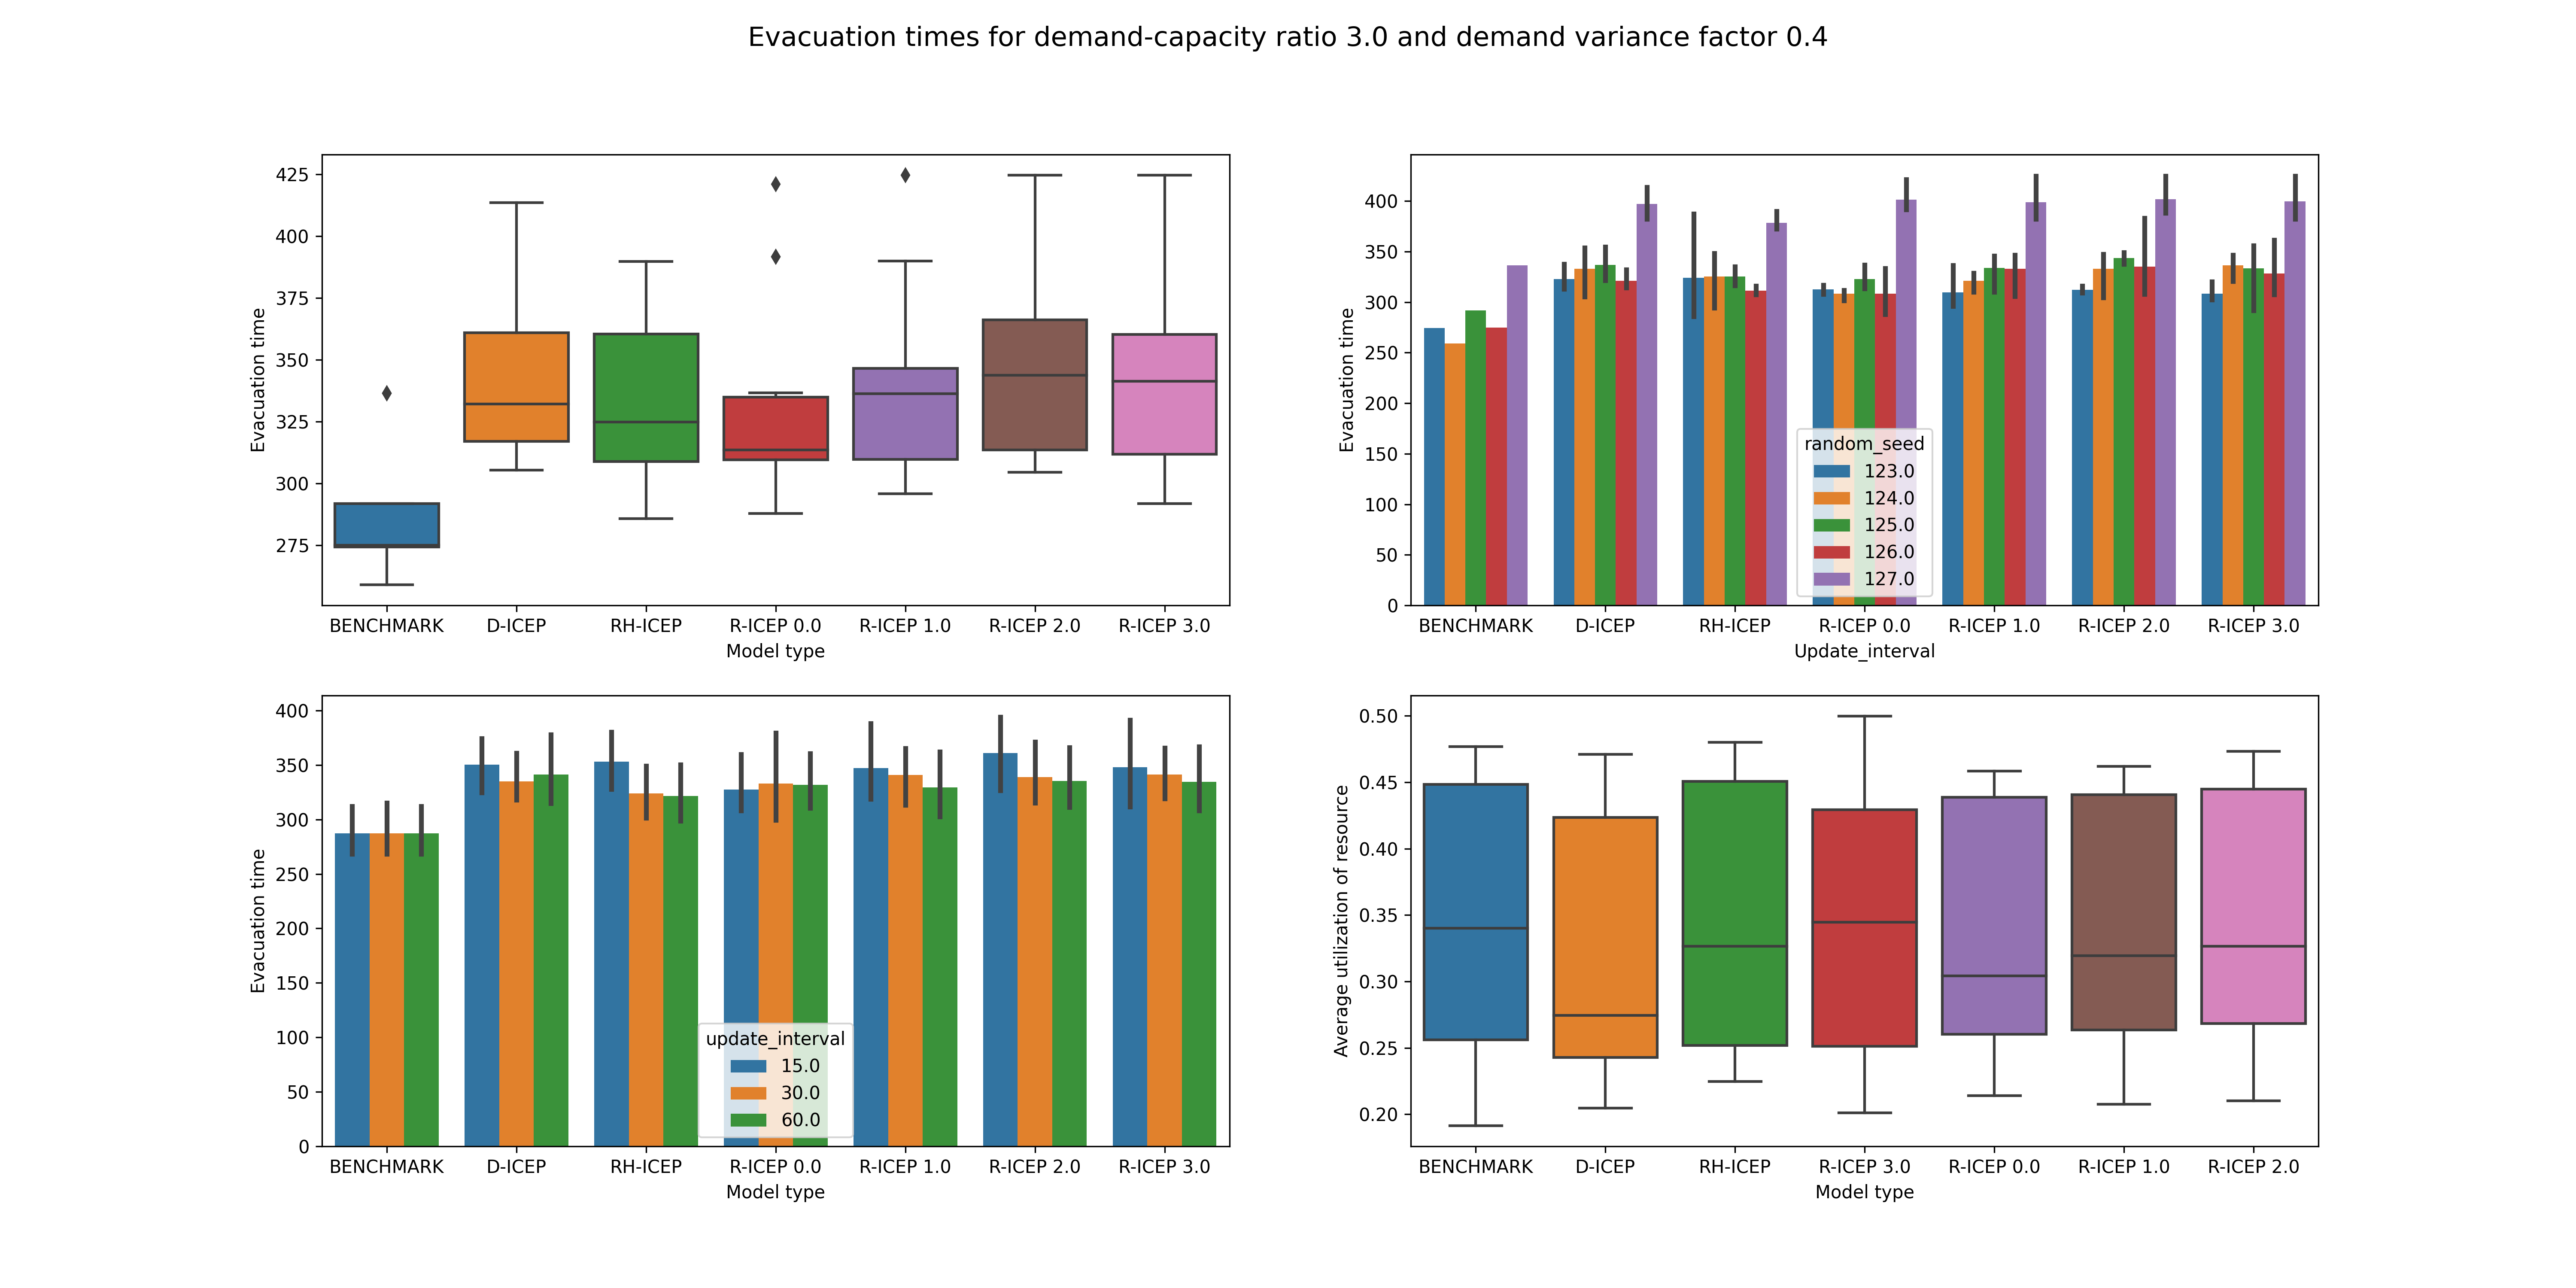 Evacuation times for demand-capacity ratio 3.0 and demand variance factor 0.4
Evacuation time
425
400
375
350
325
300
275
BENCHMARK D-ICEP RH-ICEP R-ICEP 0.0 R-ICEP 1.0 R-ICEP 2.0 R-ICEP 3.0
Model type
Evacuation time
400
350
300
250
200
150
100
50
0
random_seed
123.0
124.0
125.0
126.0
127.0
BENCHMARK D-ICEP RH-ICEP R-ICEP 0.0 R-ICEP 1.0 R-ICEP 2.0 R-ICEP 3.0
Update_interval
Evacuation time
400
350
300
250
200
150
100
50
0
update_interval
15.0
30.0
60.0
BENCHMARK D-ICEP RH-ICEP R-ICEP 0.0 R-ICEP 1.0 R-ICEP 2.0 R-ICEP 3.0
Model type
Average utilization of resource
0.50
0.45
0.40
0.35
0.30
0.25
0.20
BENCHMARK D-ICEP RH-ICEP R-ICEP 3.0 R-ICEP 0.0 R-ICEP 1.0 R-ICEP 2.0
Model type